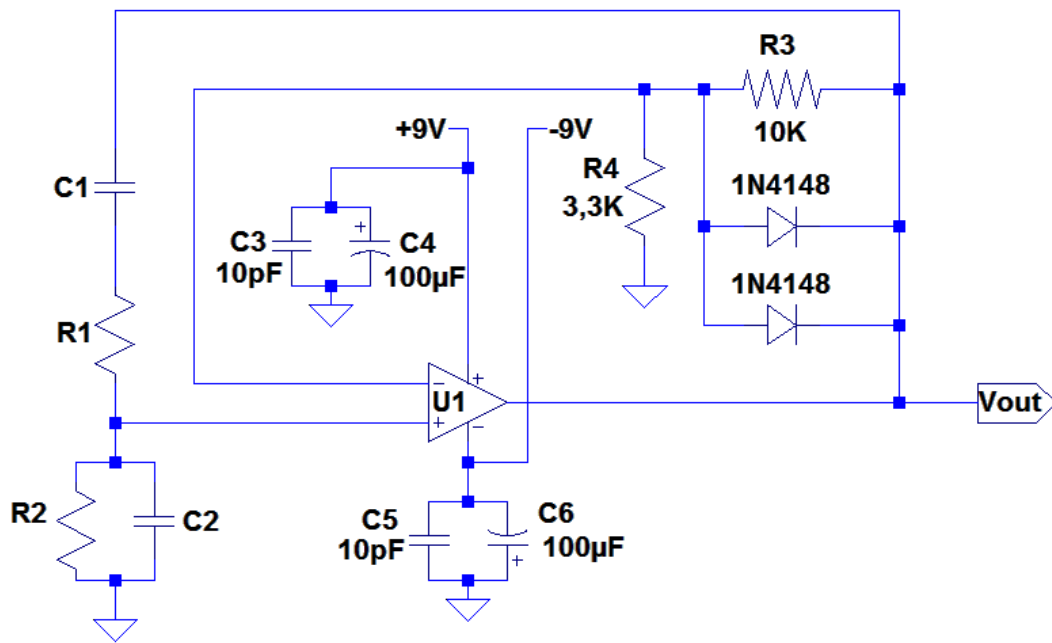 R3
10K
+9V
-9V
R4
3,3K
1N4148
C1
C3
10pF
C4
100µF
1N4148
R1
U1
Vout
R2
C2
C5
10pF
C6
100µF